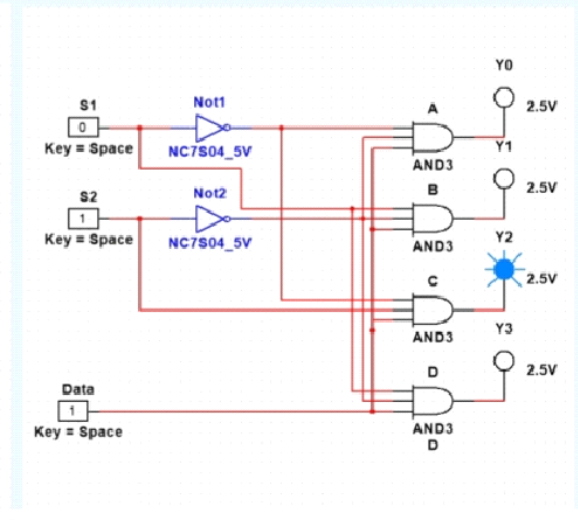 Y0
S1
Not1
A
0
2.5V
Key = Space
NC7S04_5V
Y1
AND3
S2
Not2
B
2.5V
1
Key = Space
NC7S04_5V
Y2
AND3
C
2.5V
Y3
AND3
Data
D
2.5V
1
Key = Space
AND3
D